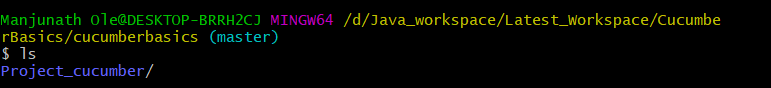 Manjunath Ole@DESKTOP-BRRH2CJ MINGW64 /d/Java_workspace/Latest_Workspace/Cucumbe
rBasics/cucumberbasics (master)
$ ls
Project_cucumber/